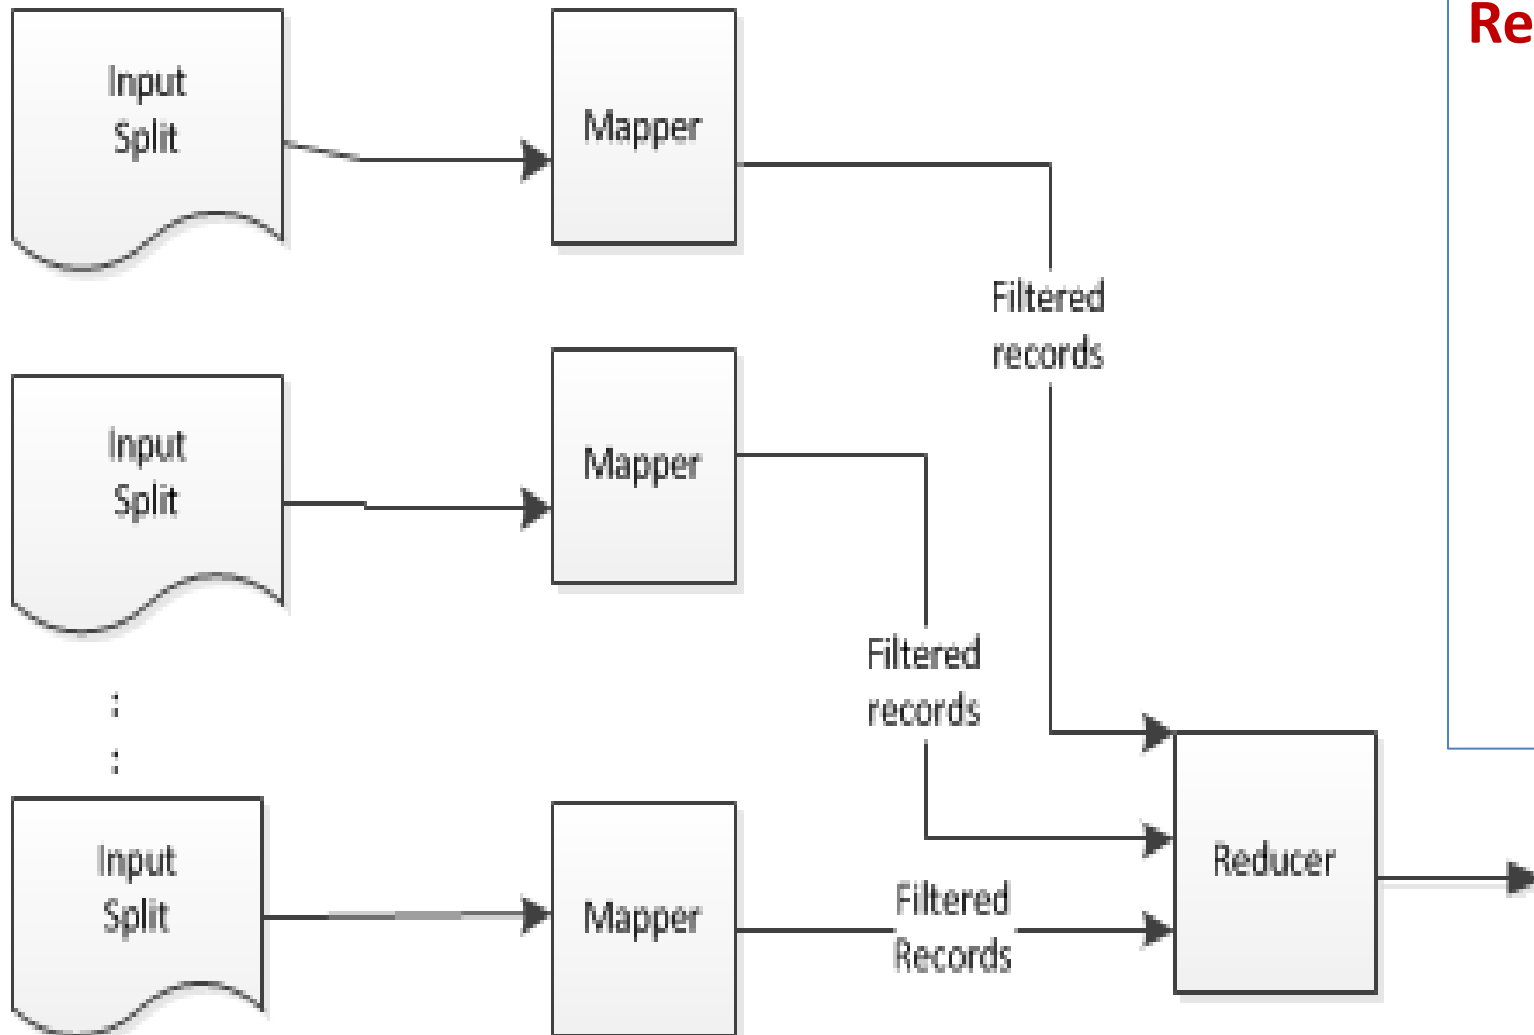 Re
Input
Split
Mapper
Filtered
records
Input
Split
Mapper
Filtered
records
:
:
Input
Split
Mapper
Filtered
Records
Reducer